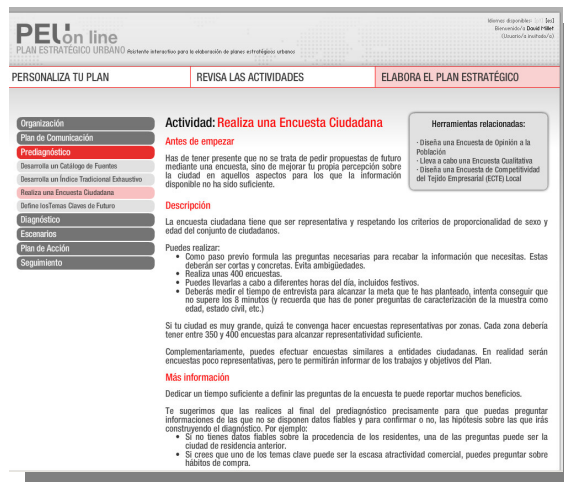 Idiomas disponibles: [es]
Bienvenido/a David Millet
(Usuario/a invitado/a)
PEU on line
PLAN ESTRATÉGICO URBANO Asistente interactivo para la elaboración de planes estratégicos urbanos
PERSONALIZA TU PLAN
REVISA LAS ACTIVIDADES
ELABORA EL PLAN ESTRATÉGICO
Organización
Plan de Comunicación
Prediagnóstico
Desarrolla un Catálogo de Fuentes
Desarrolla un Índice Tradicional Exhaustivo
Realiza una Encuesta Ciudadana
Define losTemas Claves de Futuro
Diagnóstico
Escenarios
Plan de Acción
Seguimiento
Actividad: Realiza una Encuesta Ciudadana
Antes de empezar
Has de tener presente que no se trata de pedir propuestas de futuro
mediante una encuesta, sino de mejorar tu propia percepción sobre
la ciudad en aquellos aspectos para los que la información
disponible no ha sido suficiente.
Herramientas relacionadas:
· Diseña una Encuesta de Opinión a la
Población
· Lleva a cabo una Encuesta Cualitativa
· Diseña una Encuesta de Competitividad
del Tejido Empresarial (ECTE) Local
Descripción
La encuesta ciudadana tiene que ser representativa y respetando los criterios de proporcionalidad de sexo y
edad del conjunto de ciudadanos.
Puedes realizar:
• Como paso previo formula las preguntas necesarias para recabar la información que necesitas. Estas
deberán ser cortas y concretas. Evita ambigüedades.
• Realiza unas 400 encuestas.
• Puedes llevarlas a cabo a diferentes horas del día, incluidos festivos.
• Deberás medir el tiempo de entrevista para alcanzar la meta que te has planteado, intenta conseguir que
no supere los 8 minutos (y recuerda que has de poner preguntas de caracterización de la muestra como
edad, estado civil, etc.)
Si tu ciudad es muy grande, quizá te convenga hacer encuestas representativas por zonas. Cada zona debería
tener entre 350 y 400 encuestas para alcanzar representatividad suficiente.
Complementariamente, puedes efectuar encuestas similares a entidades ciudadanas. En realidad serán
encuestas poco representativas, pero te permitirán informar de los trabajos y objetivos del Plan.
Más información
Dedicar un tiempo suficiente a definir las preguntas de la encuesta te puede reportar muchos beneficios.
Te sugerimos que las realices al final del prediagnóstico precisamente para que puedas preguntar
informaciones de las que no se disponen datos fiables y para confirmar o no, las hipótesis sobre las que irás
construyendo el diagnóstico. Por ejemplo:
• Si no tienes datos fiables sobre la procedencia de los residentes, una de las preguntas puede ser la
ciudad de residencia anterior.
• Si crees que uno de los temas clave puede ser la escasa atractividad comercial, puedes preguntar sobre
hábitos de compra.